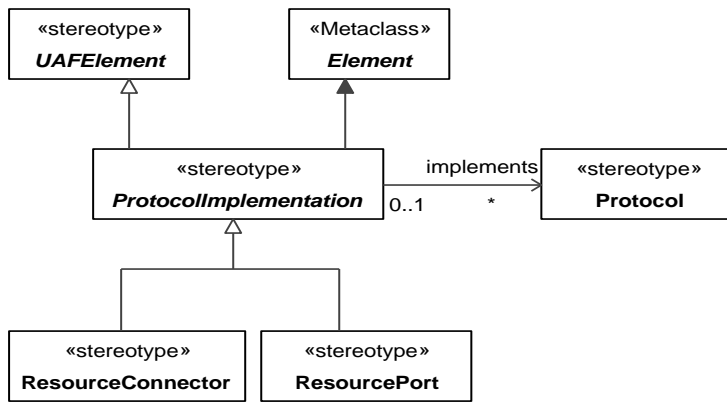 «stereotype»
UAFElement
«Metaclass»
Element
«stereotype»
ProtocolImplementation
implements
0..1
*
«stereotype»
Protocol
«stereotype»
ResourceConnector
«stereotype»
ResourcePort